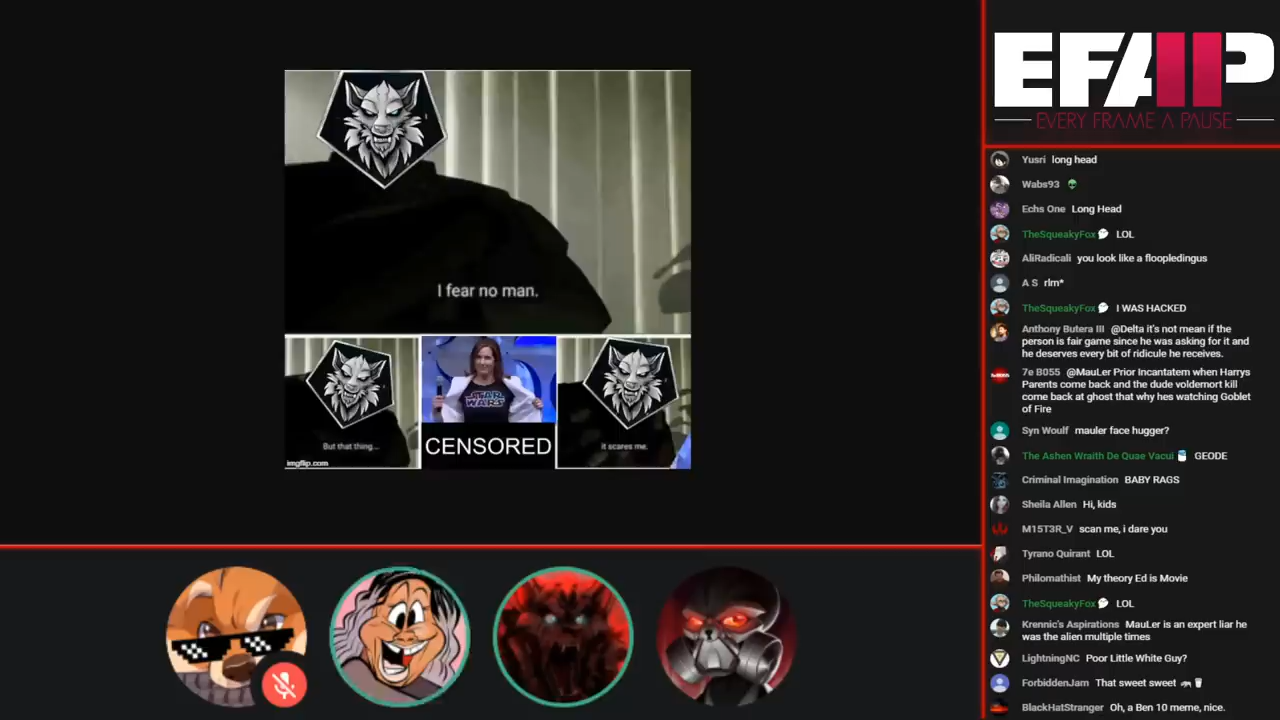 I fear no man.
But that thing...
STAR WARS
CENSORED
it scares me.
imgflip.com
EFAP
EVERY FRAME A PAUSE
Yusri long head
Wabs93
Echs One Long Head
TheSqueakyFox LOL
AliRadicali you look like a floopledingus
A S rlm*
TheSqueakyFox I WAS HACKED
Anthony Butera III @Delta it's not mean if the
person is fair game since he was asking for it and
he deserves every bit of ridicule he receives.
7e B055 @MauLer Prior Incantatem when Harrys
Parents come back and the dude voldemort kill
come back at ghost that why hes watching Goblet
of Fire
Syn Woulf mauler face hugger?
The Ashen Wraith De Quae Vacui GEODE
Criminal Imagination BABY RAGS
Sheila Allen Hi, kids
M15T3R_V scan me, i dare you
Tyrano Quirant LOL
Philomathist My theory Ed is Movie
TheSqueakyFox LOL
Krennic's Aspirations MauLer is an expert liar he
was the alien multiple times
LightningNC Poor Little White Guy?
ForbiddenJam That sweet sweet
BlackHatStranger Oh, a Ben 10 meme, nice.